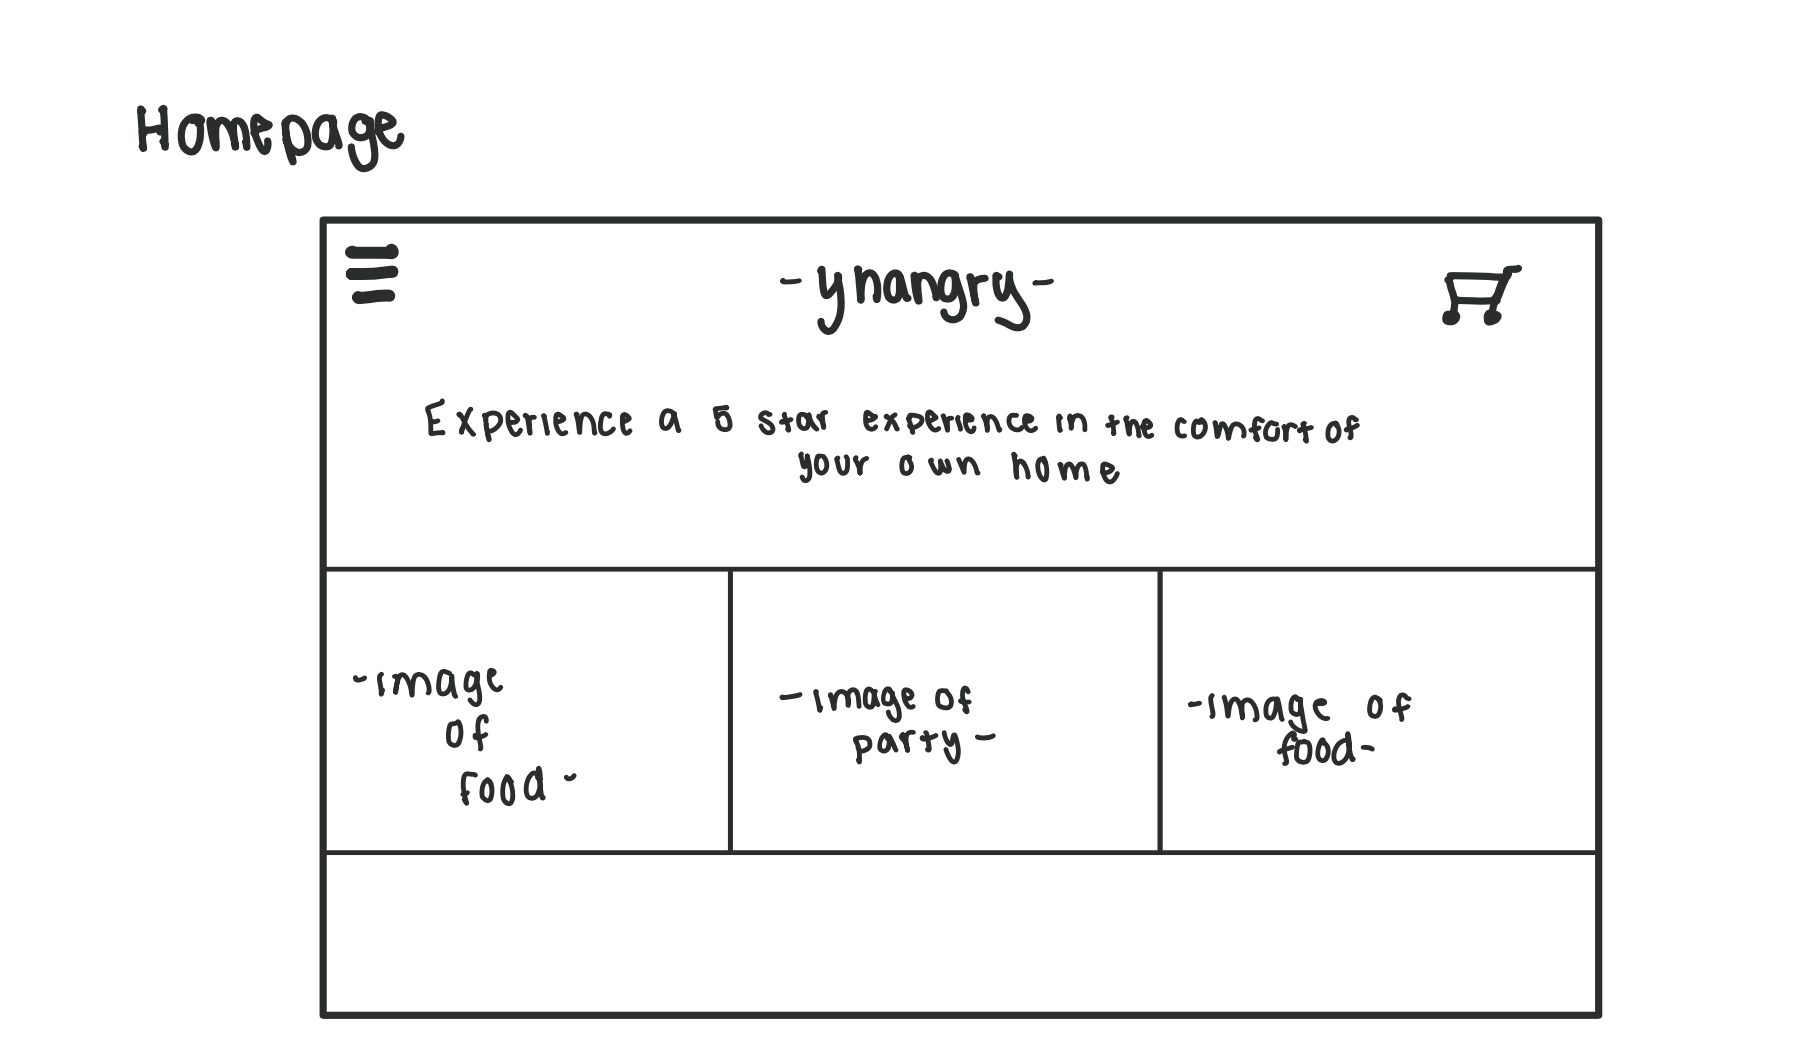 Homepage
- yhangry -
Experience a 5 star experience in the comfort of
your own home
-image
of
food-
-image of
party-
-image of
food-